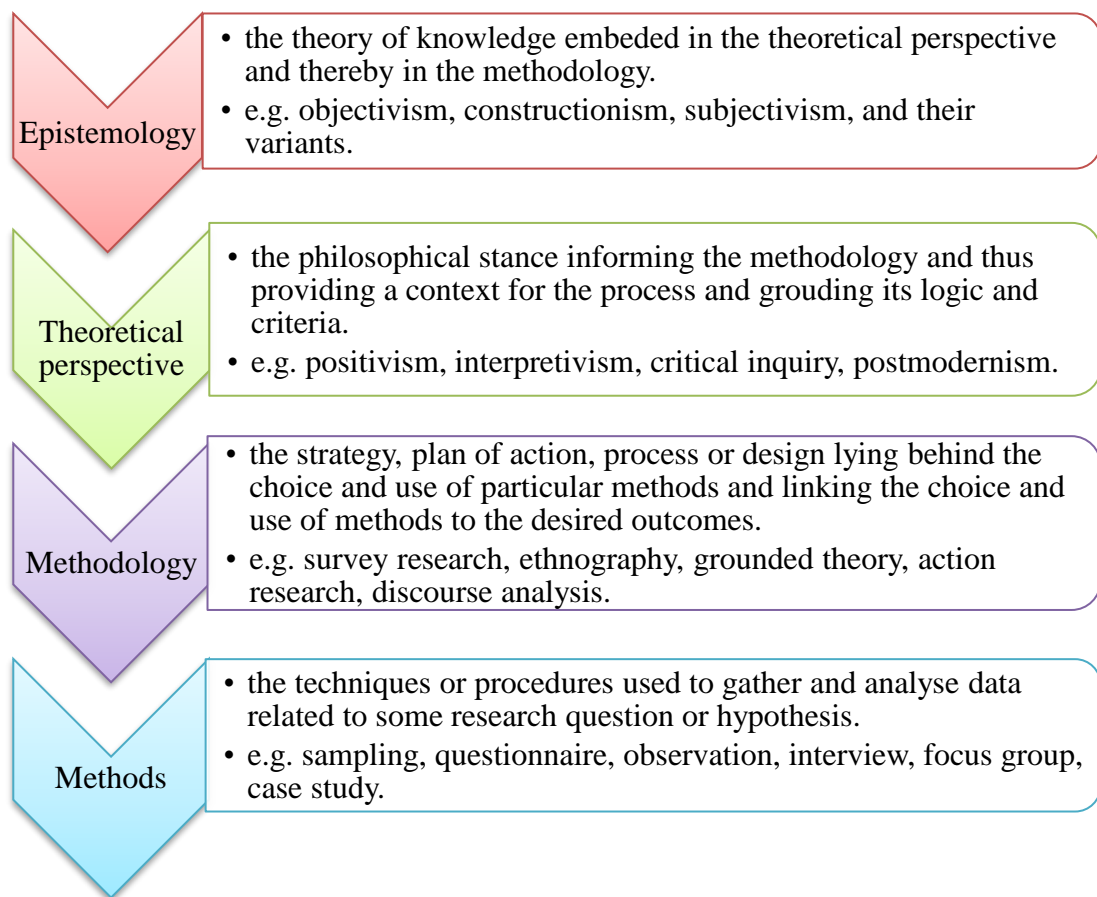 Epistemology
• the theory of knowledge embeded in the theoretical perspective
and thereby in the methodology.
• e.g. objectivism, constructionism, subjectivism, and their
variants.
Theoretical
perspective
• the philosophical stance informing the methodology and thus
providing a context for the process and grouding its logic and
criteria.
• e.g. positivism, interpretivism, critical inquiry, postmodernism.
Methodology
• the strategy, plan of action, process or design lying behind the
choice and use of particular methods and linking the choice and
use of methods to the desired outcomes.
• e.g. survey research, ethnography, grounded theory, action
research, discourse analysis.
Methods
• the techniques or procedures used to gather and analyse data
related to some research question or hypothesis.
• e.g. sampling, questionnaire, observation, interview, focus group,
case study.